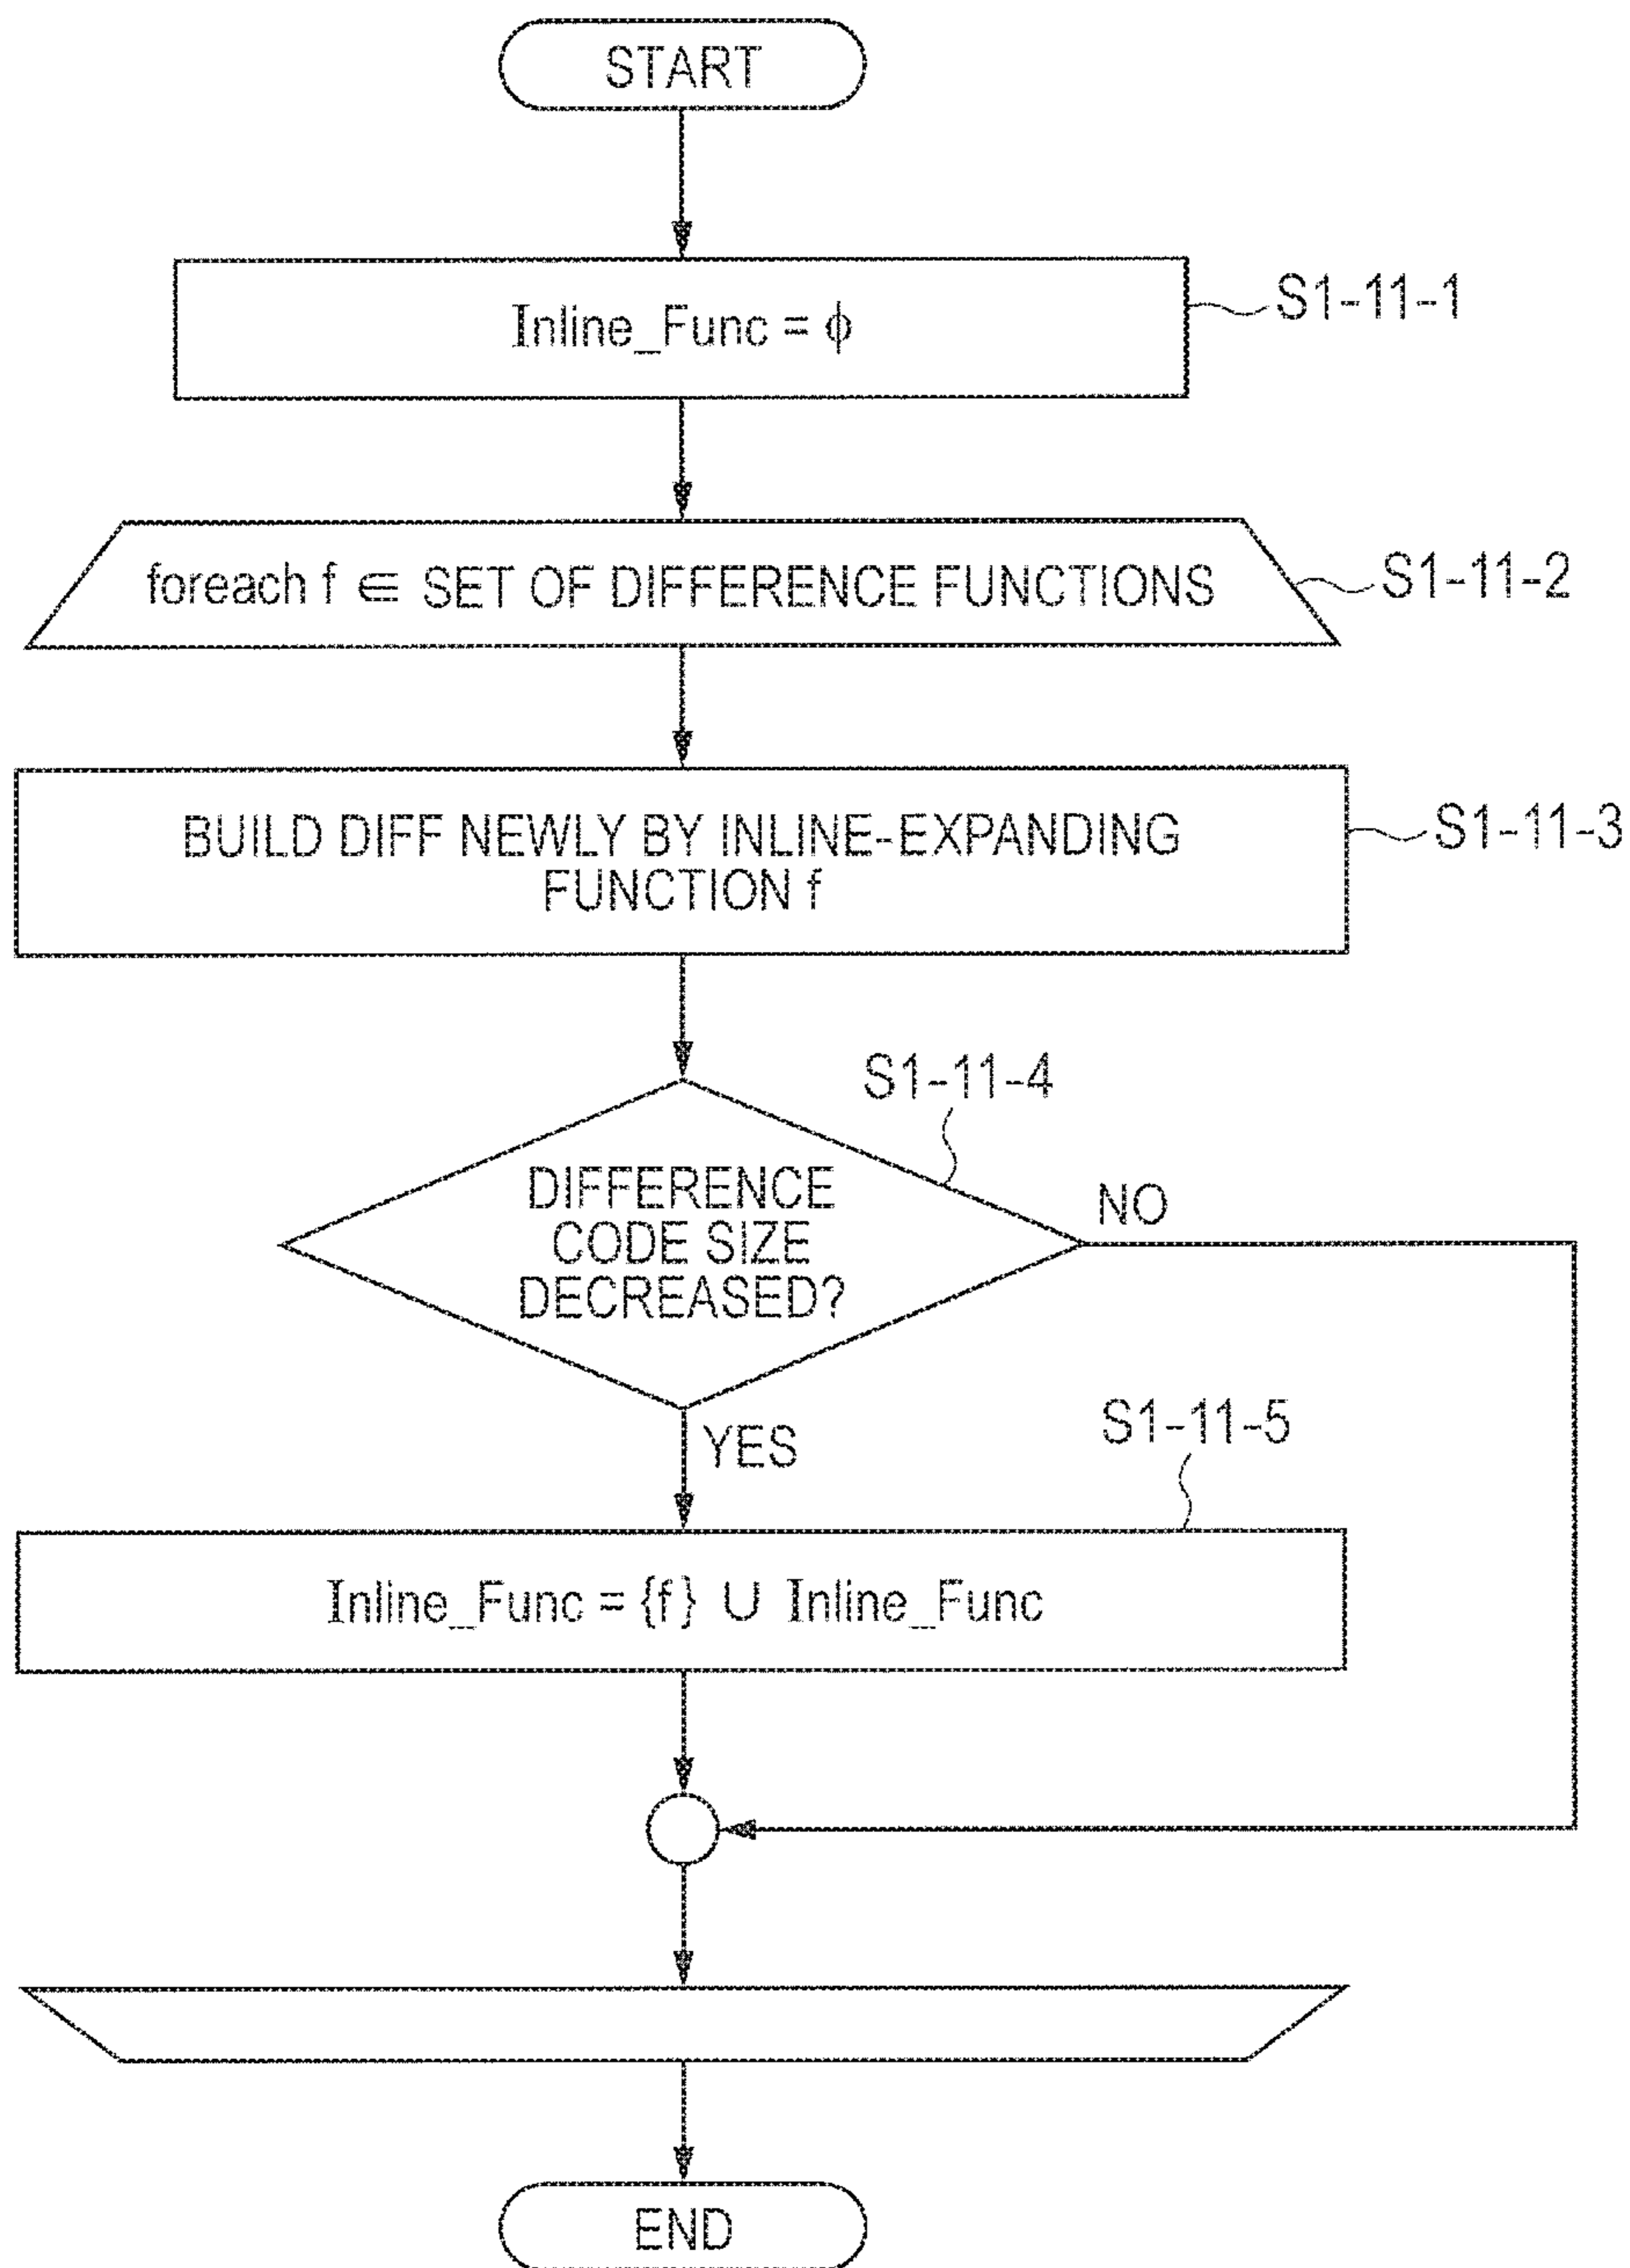 START
Inline_Func = ϕ
S1-11-1
foreach f ∈ SET OF DIFFERENCE FUNCTIONS
S1-11-2
BUILD DIFF NEWLY BY INLINE-EXPANDING
FUNCTION f
S1-11-3
S1-11-4
DIFFERENCE
CODE SIZE
DECREASED?
NO
YES
S1-11-5
Inline_Func = {f} ∪ Inline_Func
END